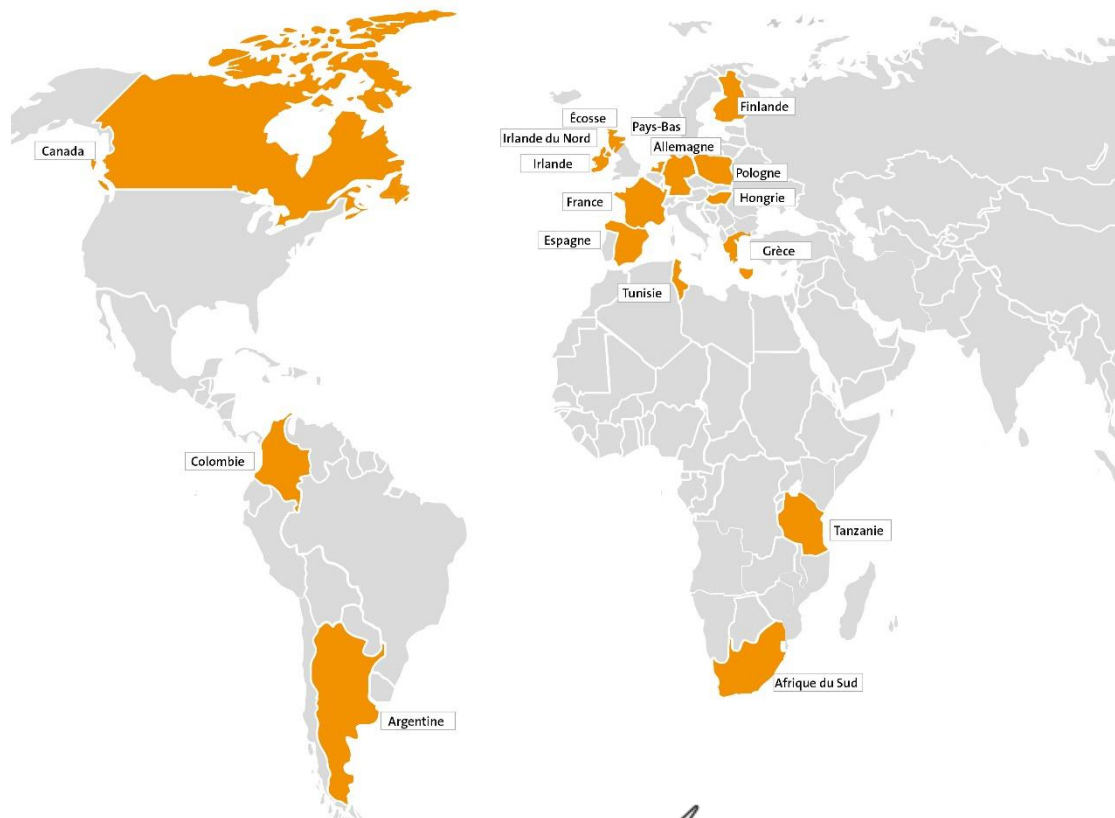 Finlande
Écosse
Pays-Bas
Irlande du Nord
Allemagne
Canada
Irlande
Pologne
France
Hongrie
Espagne
Grèce
Tunisie
Colombie
Tanzanie
Afrique du Sud
Argentine